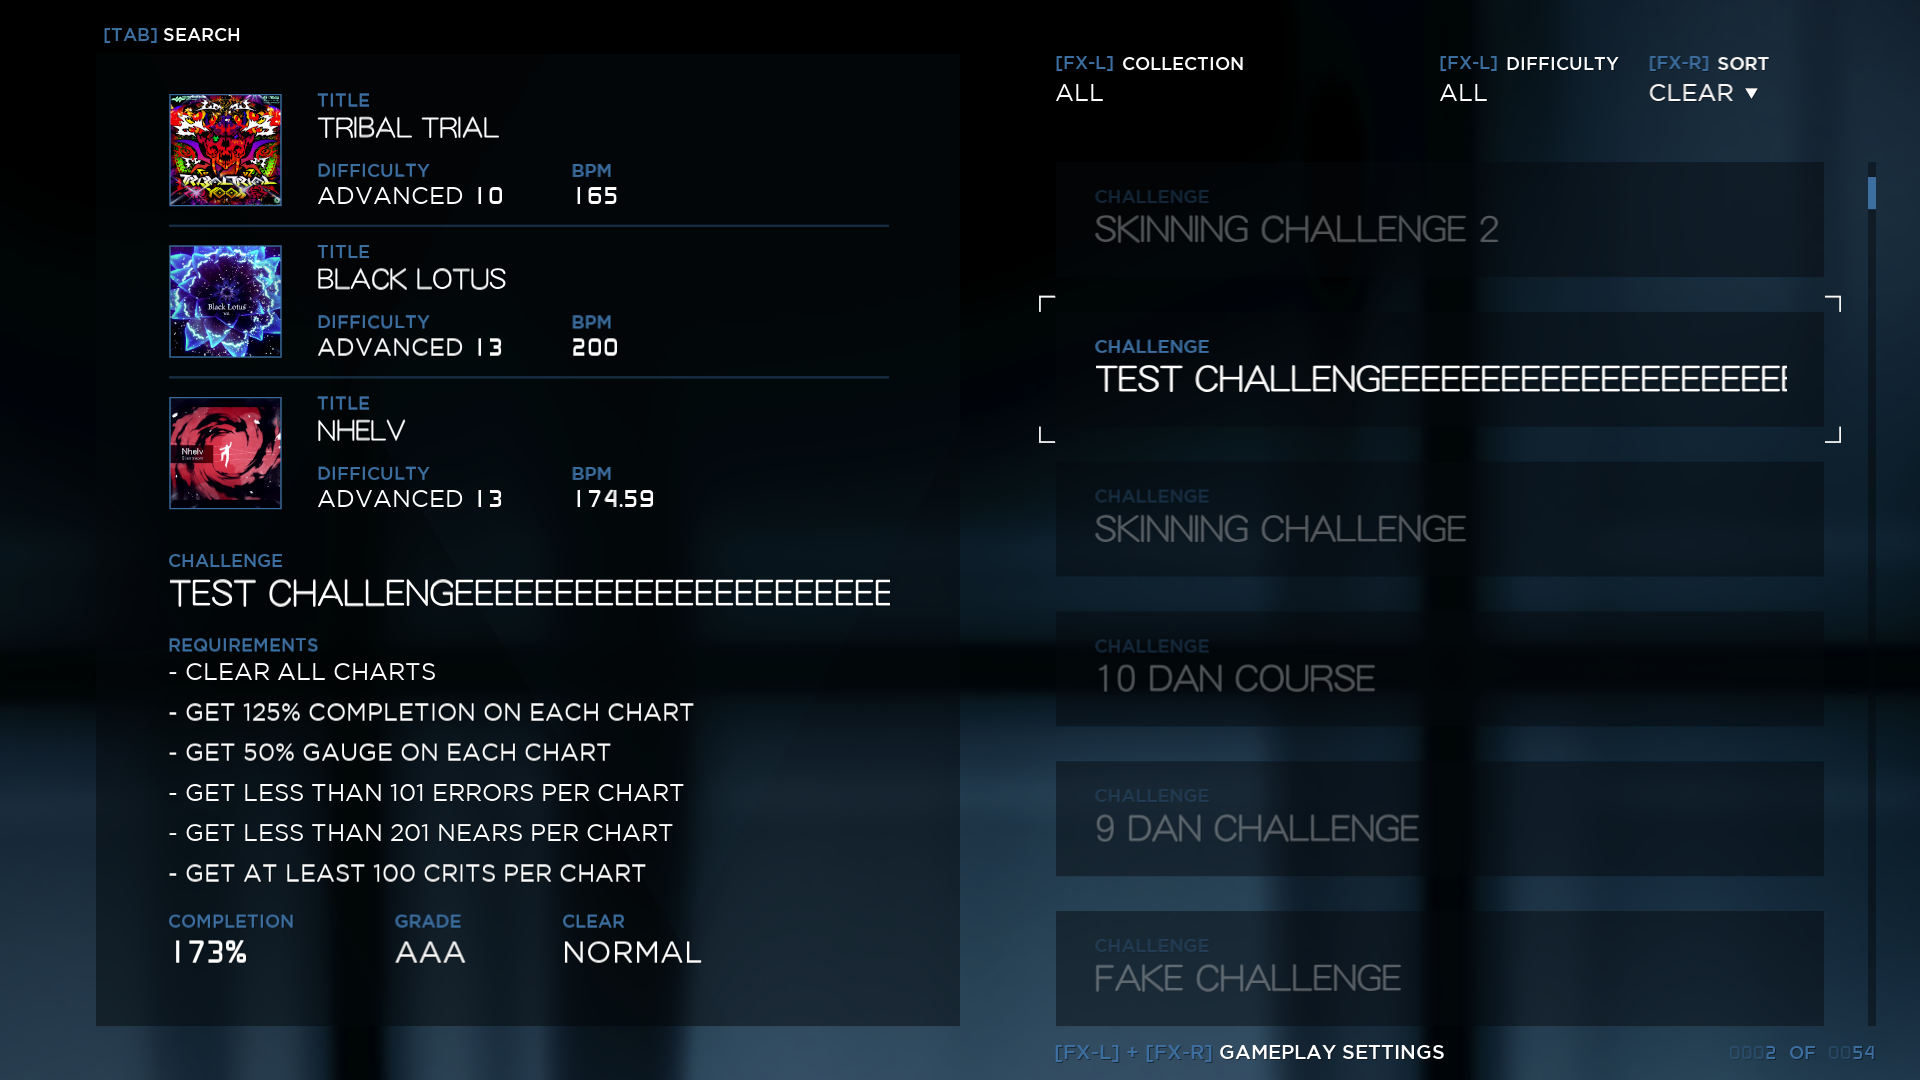 [TAB] SEARCH
TITLE
TRIBAL TRIAL
DIFFICULTY BPM
ADVANCED 10 165
Black Lotus
TITLE
BLACK LOTUS
DIFFICULTY BPM
ADVANCED 13 200
Nhelv
TITLE
NHELV
DIFFICULTY BPM
ADVANCED 13 174.59
CHALLENGE
TEST CHALLENGEEEEEEEEEEEEEEEEEEEEEE
REQUIREMENTS
- CLEAR ALL CHARTS
- GET 125% COMPLETION ON EACH CHART
- GET 50% GAUGE ON EACH CHART
- GET LESS THAN 101 ERRORS PER CHART
- GET LESS THAN 201 NEARS PER CHART
- GET AT LEAST 100 CRITS PER CHART
COMPLETION GRADE CLEAR
173% AAA NORMAL
[FX-L] COLLECTION [FX-L] DIFFICULTY [FX-R] SORT
ALL ALL CLEAR ▼
CHALLENGE
SKINNING CHALLENGE 2
CHALLENGE
TEST CHALLENGEEEEEEEEEEEEEEEEEEEEE
CHALLENGE
SKINNING CHALLENGE
CHALLENGE
10 DAN COURSE
CHALLENGE
9 DAN CHALLENGE
CHALLENGE
FAKE CHALLENGE
[FX-L] + [FX-R] GAMEPLAY SETTINGS
0002 OF 0054